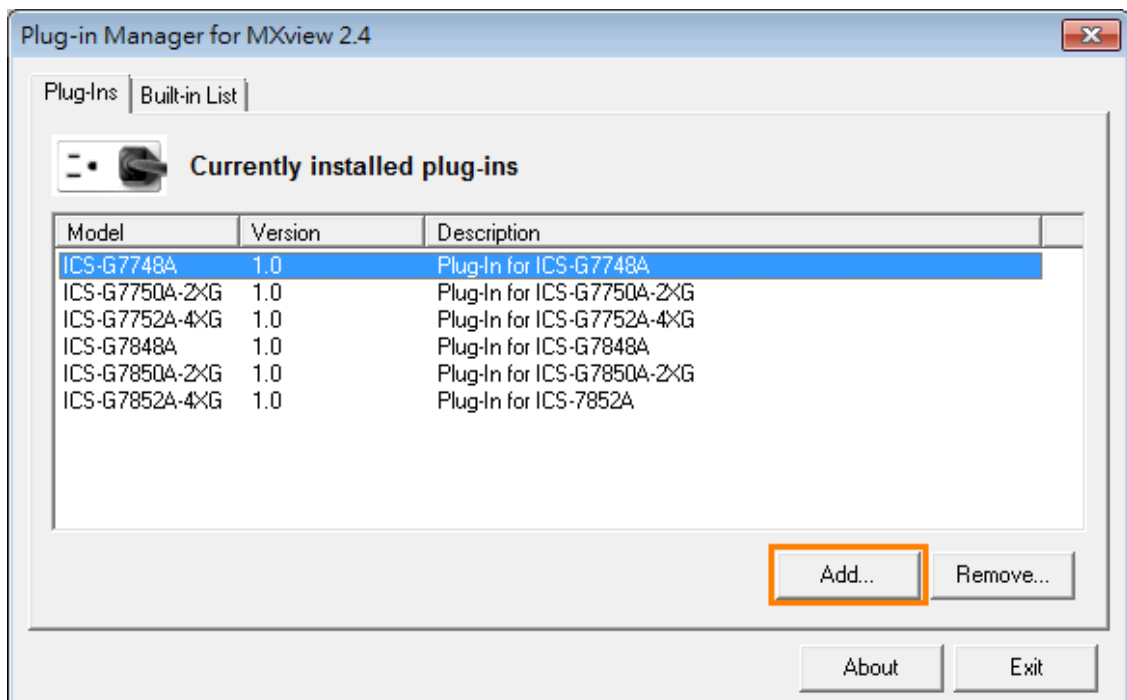 Plug-in Manager for MXview 2.4
Plug-Ins Built-in List
Currently installed plug-ins
Model Version Description
ICS-G7748A 1.0 Plug-In for ICS-G7748A
ICS-G7750A-2XG 1.0 Plug-In for ICS-G7750A-2XG
ICS-G7752A-4XG 1.0 Plug-In for ICS-G7752A-4XG
ICS-G7848A 1.0 Plug-In for ICS-G7848A
ICS-G7850A-2XG 1.0 Plug-In for ICS-G7850A-2XG
ICS-G7852A-4XG 1.0 Plug-In for ICS-7852A
Add... Remove...
About Exit